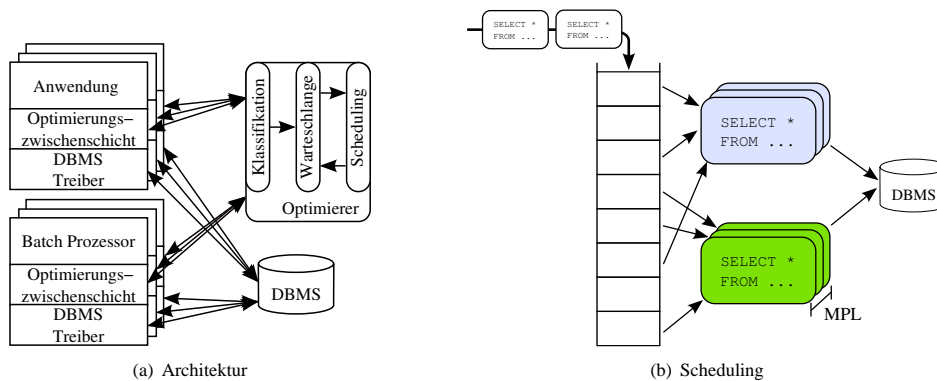 Anwendung
Optimierungs–
zwischenschicht
DBMS
Treiber
Batch Prozessor
Optimierungs–
zwischenschicht
DBMS
Treiber
Klassifikation
Warteschlange
Scheduling
Optimierer
DBMS
(a) Architektur
SELECT *
FROM ...
SELECT *
FROM ...
SELECT *
FROM ...
SELECT *
FROM ...
DBMS
MPL
(b) Scheduling